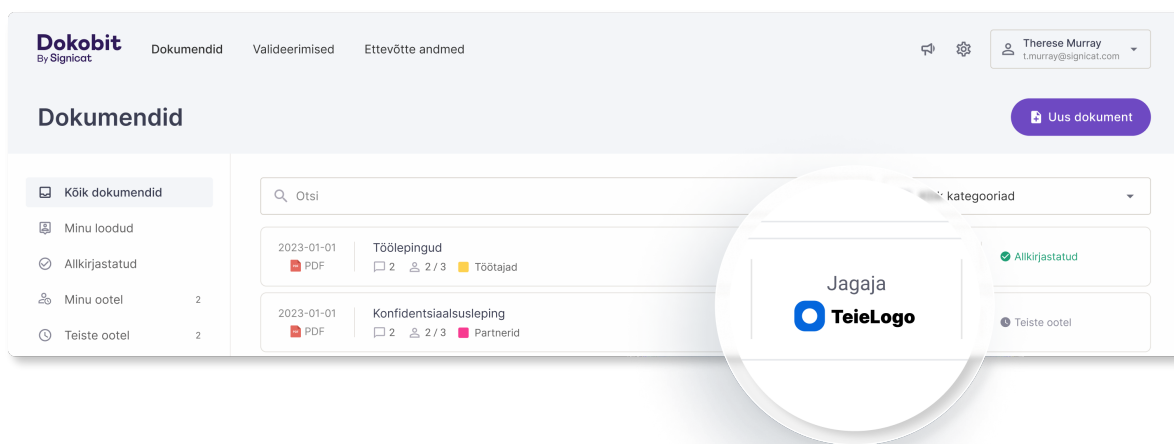 Dokobit
By Signicat
Dokumendid
Valideerimised
Ettevõtte andmed
Therese Murray
t.murray@signicat.com
Dokumendid
Uus dokument
Kõik dokumendid
Otsi
kategooriad
Minu loodud
2023-01-01
Töölepingud
PDF
2
2 / 3
Töötajad
Jagaja
TeieLogo
Allkirjastatud
Allkirjastatud
Minu ootel
2
2023-01-01
Konfidentsiaalsusleping
PDF
2
2 / 3
Partnerid
Teiste ootel
Teiste ootel
2